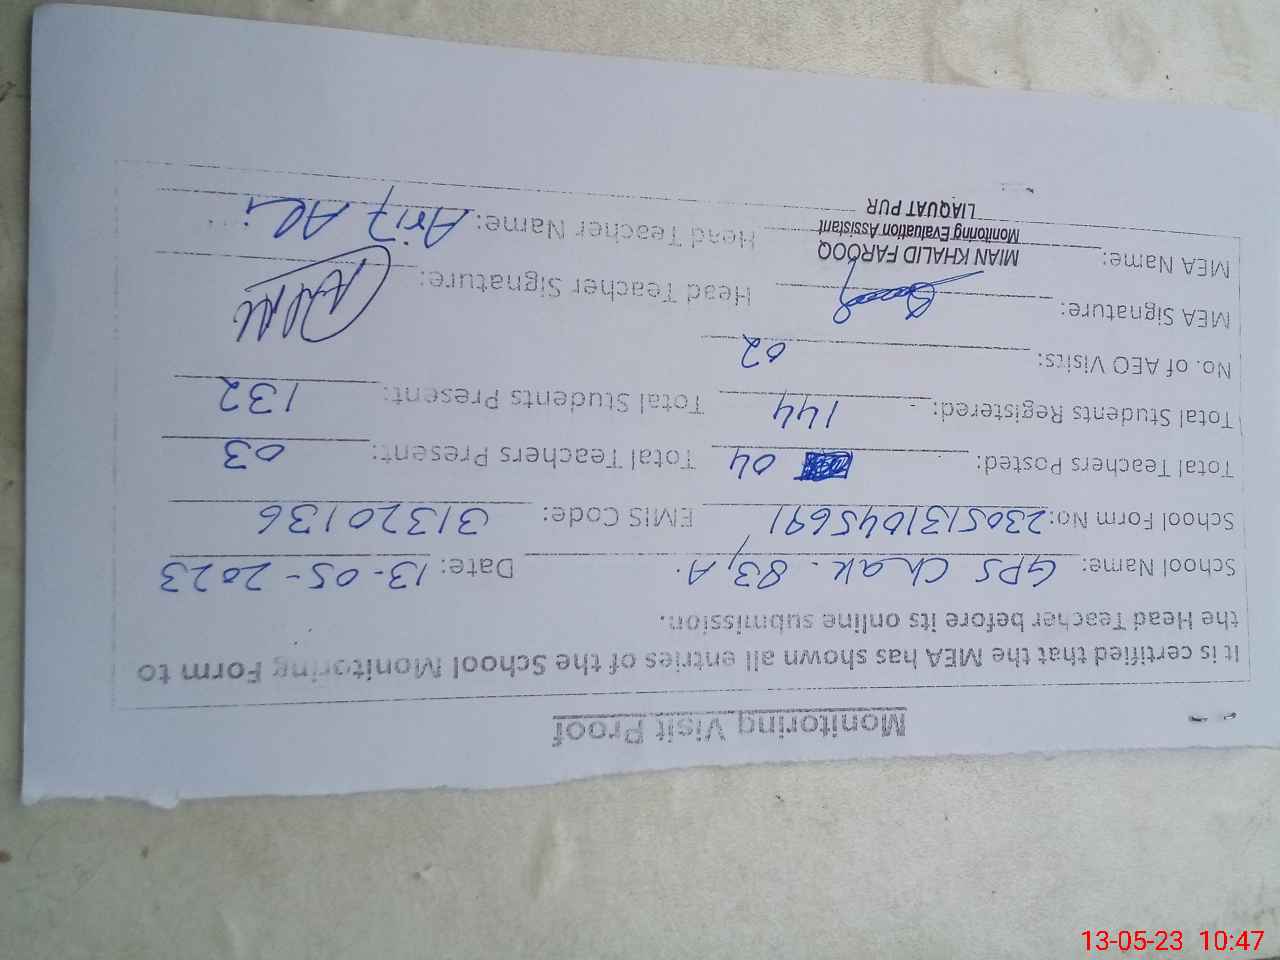 Monitoring Visit Proof
It is certified that the MEA has shown all entries of the School Monitoring Form to
the Head Teacher before its online submission.
School Name: GPS Chak. 83/A. Date: 13-05-2023
School Form No: 2305131045691 EMIS Code: 31320136
Total Teachers Posted: 04 Total Teachers Present: 03
Total Students Registered: 144 Total Students Present: 132
No. of AEO Visits: 02
MEA Signature: Head Teacher Signature:
MEA Name: MIAN KHALID FAROOQ Head Teacher Name: Arif Ali
Monitoring Evaluation Assistant
LIAQUAT PUR
13-05-23 10:47